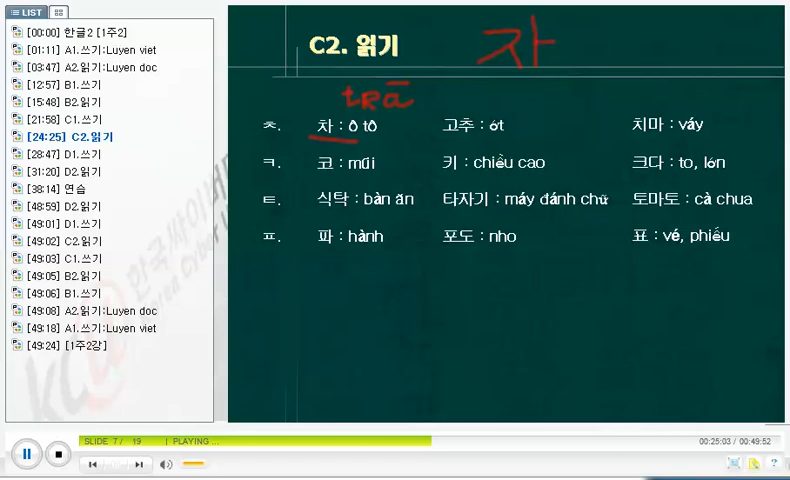 LIST
[00:00] 한글2 [1주2]
[01:11] A1.쓰기:Luyen viet
[03:47] A2.읽기:Luyen doc
[12:57] B1.쓰기
[15:48] B2.읽기
[21:58] C1.쓰기
[24:25] C2.읽기
[28:47] D1.쓰기
[31:20] D2.읽기
[38:14] 연습
[48:59] D2.읽기
[49:01] D1.쓰기
[49:02] C2.읽기
[49:03] C1.쓰기
[49:05] B2.읽기
[49:06] B1.쓰기
[49:08] A2.읽기:Luyen doc
[49:18] A1.쓰기:Luyen viet
[49:24] [1주2강]
C2. 읽기 자
tRā
ㅊ. 차 : ô tô 고추 : ớt 치마 : váy
ㅋ. 코 : mũi 키 : chiều cao 크다 : to, lớn
ㅌ. 식탁 : bàn ăn 타자기 : máy đánh chữ 토마토 : cà chua
ㅍ. 파 : hành 포도 : nho 표 : vé, phiếu
SLIDE 7 / 19 | PLAYING ... 00:25:03 / 00:49:52